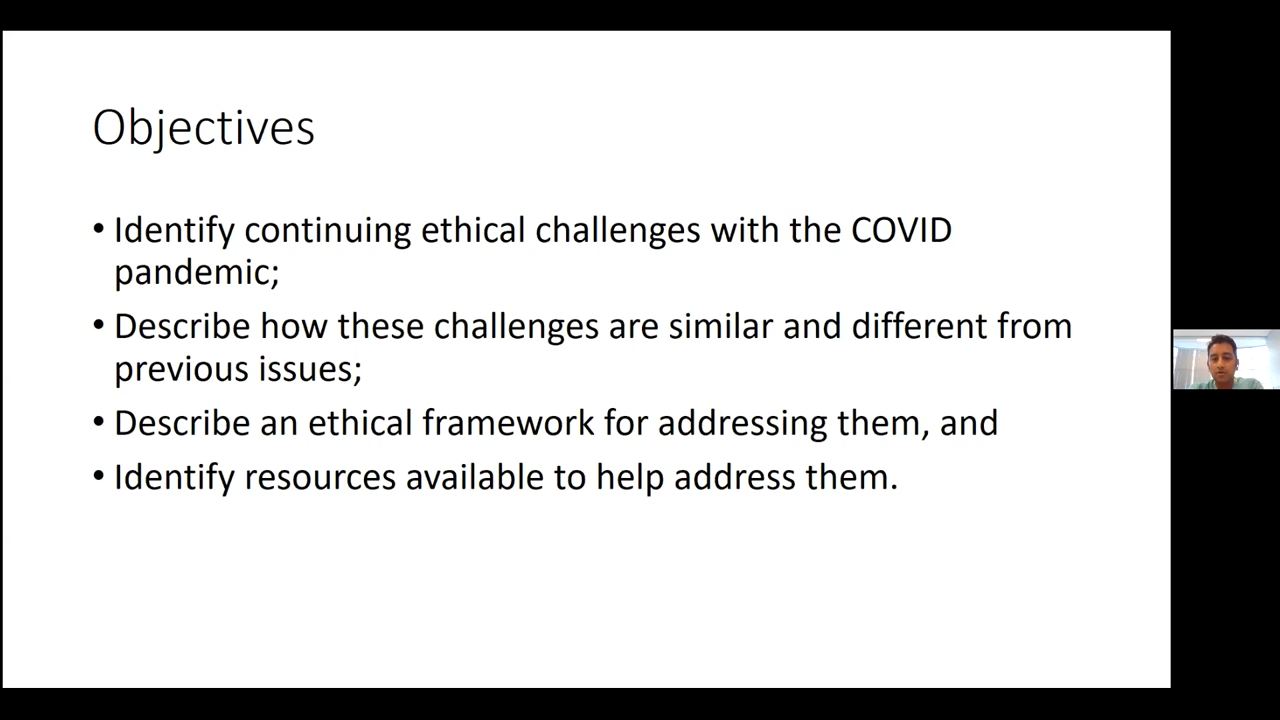 Objectives
• Identify continuing ethical challenges with the COVID
pandemic;
• Describe how these challenges are similar and different from
previous issues;
• Describe an ethical framework for addressing them, and
• Identify resources available to help address them.